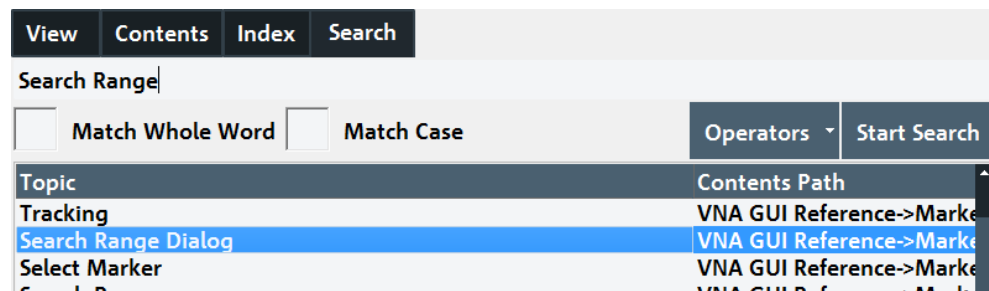 View Contents Index Search
Search Range
Match Whole Word Match Case Operators Start Search
Topic Contents Path
Tracking VNA GUI Reference->Marke
Search Range Dialog VNA GUI Reference->Marke
Select Marker VNA GUI Reference->Marke